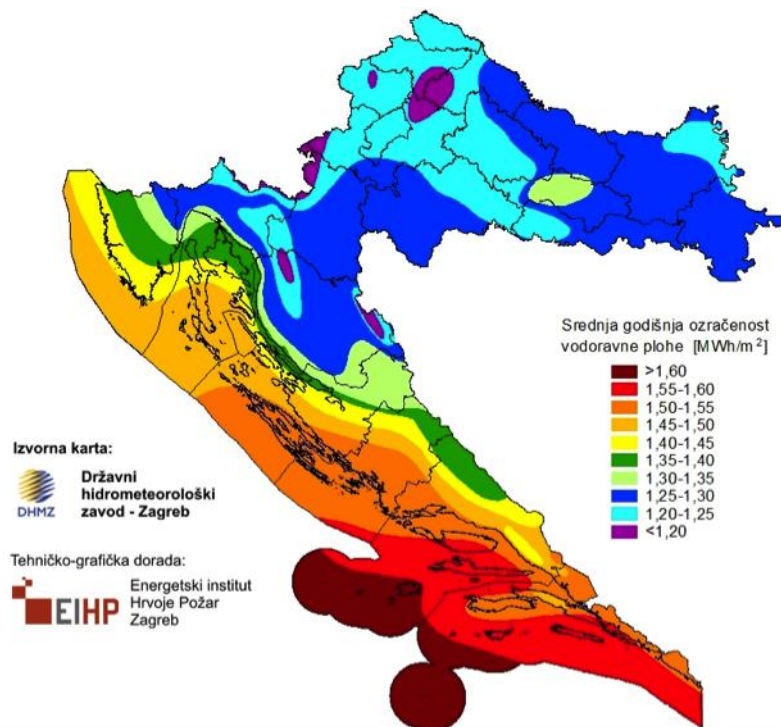 Srednja godišnja ozračenost
vodoravne plohe [MWh/m²]
>1,60
1,55-1,60
1,50-1,55
1,45-1,50
1,40-1,45
1,35-1,40
1,30-1,35
1,25-1,30
1,20-1,25
<1,20
Izvorna karta:
DHMZ
Državni
hidrometeorološki
zavod - Zagreb
Tehničko-grafička dorada:
EIHP
Energetski institut
Hrvoje Požar
Zagreb